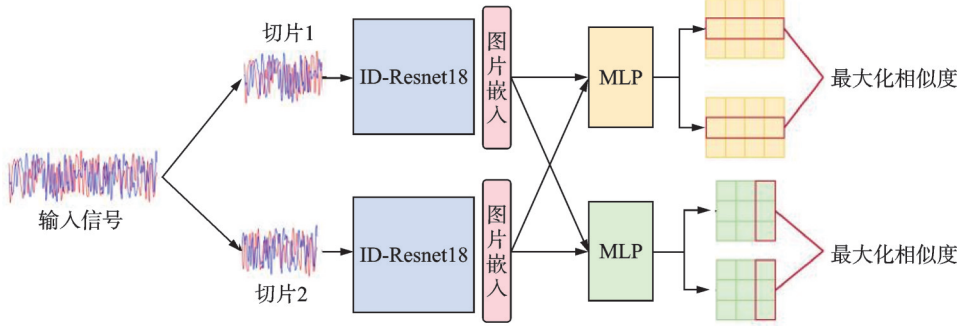 切片1
ID-Resnet18
图片嵌入
MLP
最大化相似度
输入信号
切片2
ID-Resnet18
图片嵌入
MLP
最大化相似度